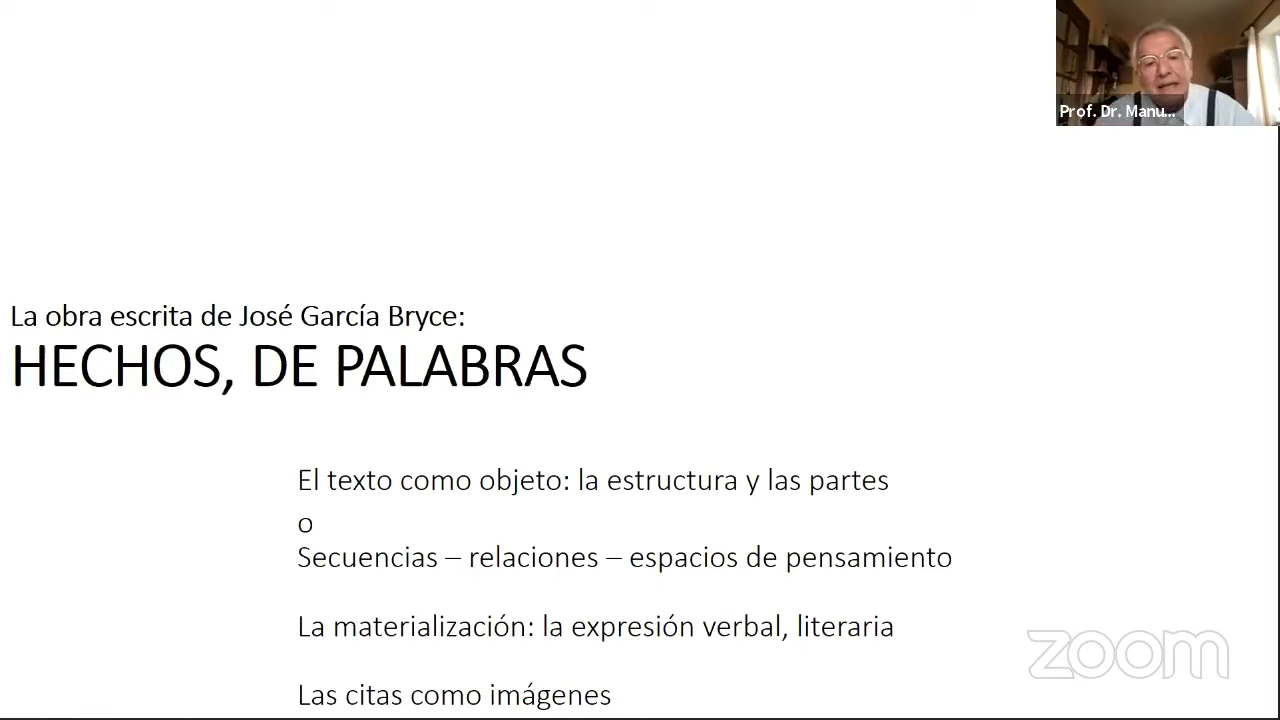 Prof. Dr. Manu...
La obra escrita de José García Bryce:
HECHOS, DE PALABRAS
El texto como objeto: la estructura y las partes
o
Secuencias – relaciones – espacios de pensamiento
La materialización: la expresión verbal, literaria
Las citas como imágenes
zoom